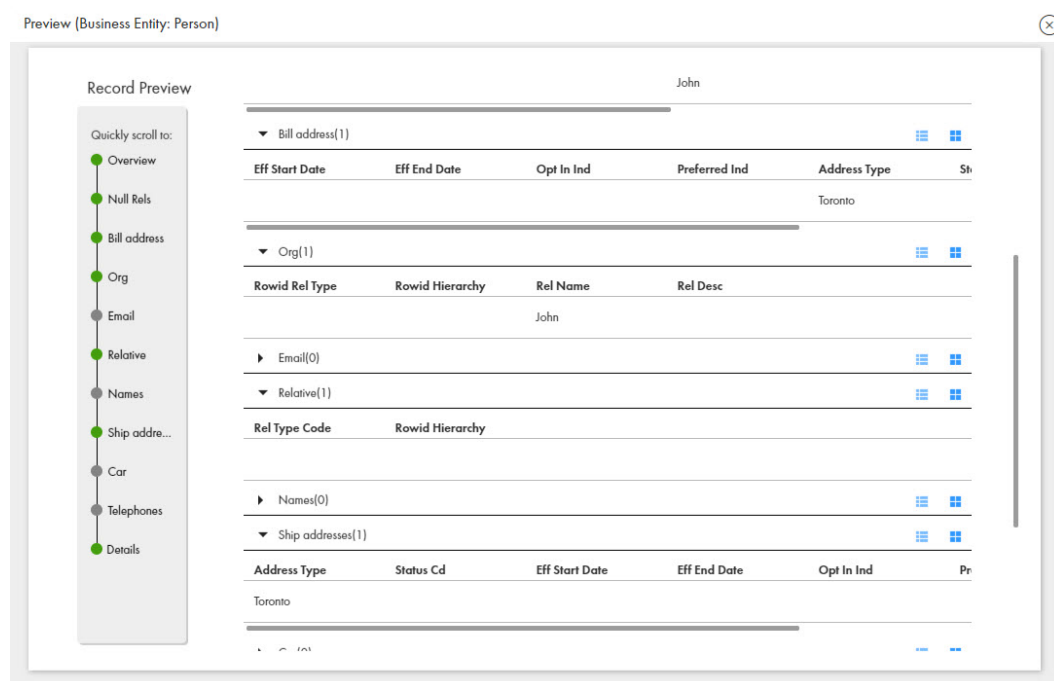 Preview (Business Entity: Person)
Record Preview
Quickly scroll to:
Overview
Null Rels
Bill address
Org
Email
Relative
Names
Ship addre...
Car
Telephones
Details
John
Bill address(1)
Eff Start Date Eff End Date Opt In Ind Preferred Ind Address Type
Toronto
Org(1)
Rowid Rel Type Rowid Hierarchy Rel Name Rel Desc
John
Email(0)
Relative(1)
Rel Type Code Rowid Hierarchy
Names(0)
Ship addresses(1)
Address Type Status Cd Eff Start Date Eff End Date Opt In Ind
Toronto